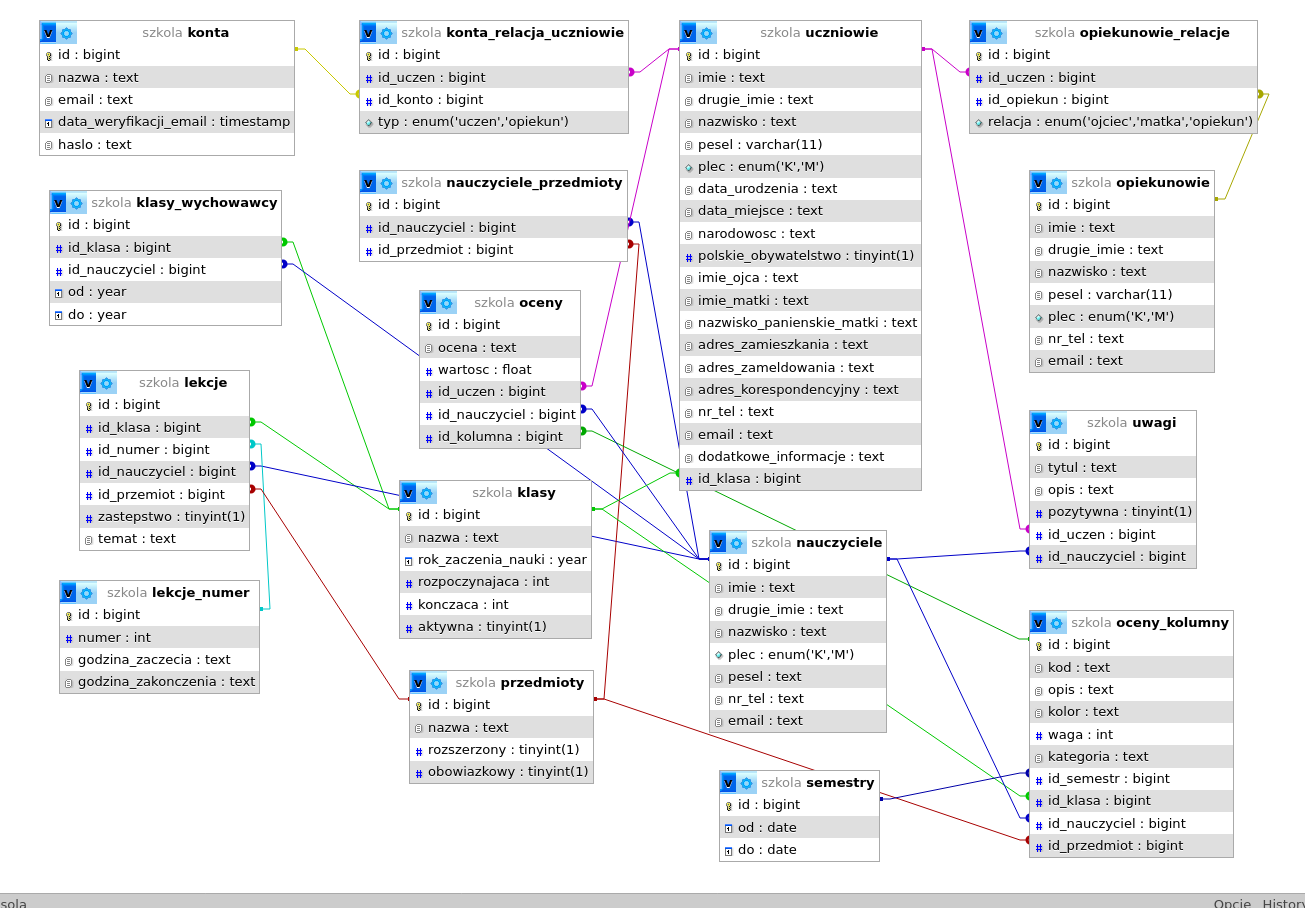 v szkola konta
id : bigint
nazwa : text
email : text
data_weryfikacji_email : timestamp
haslo : text
v szkola konta_relacja_uczniowie
id : bigint
# id_uczen : bigint
# id_konto : bigint
typ : enum('uczen','opiekun')
v szkola uczniowie
id : bigint
imie : text
drugie_imie : text
nazwisko : text
pesel : varchar(11)
plec : enum('K','M')
data_urodzenia : text
data_miejsce : text
narodowosc : text
# polskie_obywatelstwo : tinyint(1)
imie_ojca : text
imie_matki : text
nazwisko_panienskie_matki : text
adres_zamieszkania : text
adres_zameldowania : text
adres_korespondencyjny : text
nr_tel : text
email : text
dodatkowe_informacje : text
# id_klasa : bigint
v szkola opiekunowie_relacje
id : bigint
# id_uczen : bigint
# id_opiekun : bigint
relacja : enum('ojciec','matka','opiekun')
v szkola klasy_wychowawcy
id : bigint
# id_klasa : bigint
# id_nauczyciel : bigint
od : year
do : year
v szkola nauczyciele_przedmioty
id : bigint
# id_nauczyciel : bigint
# id_przedmiot : bigint
v szkola opiekunowie
id : bigint
imie : text
drugie_imie : text
nazwisko : text
pesel : varchar(11)
plec : enum('K','M')
nr_tel : text
email : text
v szkola oceny
id : bigint
ocena : text
# wartosc : float
# id_uczen : bigint
# id_nauczyciel : bigint
# id_kolumna : bigint
v szkola lekcje
id : bigint
# id_klasa : bigint
# id_numer : bigint
# id_nauczyciel : bigint
# id_przemiot : bigint
# zastepstwo : tinyint(1)
temat : text
v szkola uwagi
id : bigint
tytul : text
opis : text
# pozytywna : tinyint(1)
# id_uczen : bigint
# id_nauczyciel : bigint
v szkola klasy
id : bigint
nazwa : text
rok_zaczenia_nauki : year
# rozpoczynajaca : int
# konczaca : int
# aktywna : tinyint(1)
v szkola nauczyciele
id : bigint
imie : text
drugie_imie : text
nazwisko : text
plec : enum('K','M')
pesel : text
nr_tel : text
email : text
v szkola lekcje_numer
id : bigint
# numer : int
godzina_zaczecia : text
godzina_zakonczenia : text
v szkola oceny_kolumny
id : bigint
kod : text
opis : text
kolor : text
# waga : int
kategoria : text
# id_semestr : bigint
# id_klasa : bigint
# id_nauczyciel : bigint
# id_przedmiot : bigint
v szkola przedmioty
id : bigint
nazwa : text
# rozszerzony : tinyint(1)
# obowiazkowy : tinyint(1)
v szkola semestry
id : bigint
od : date
do : date
sola Opcje History